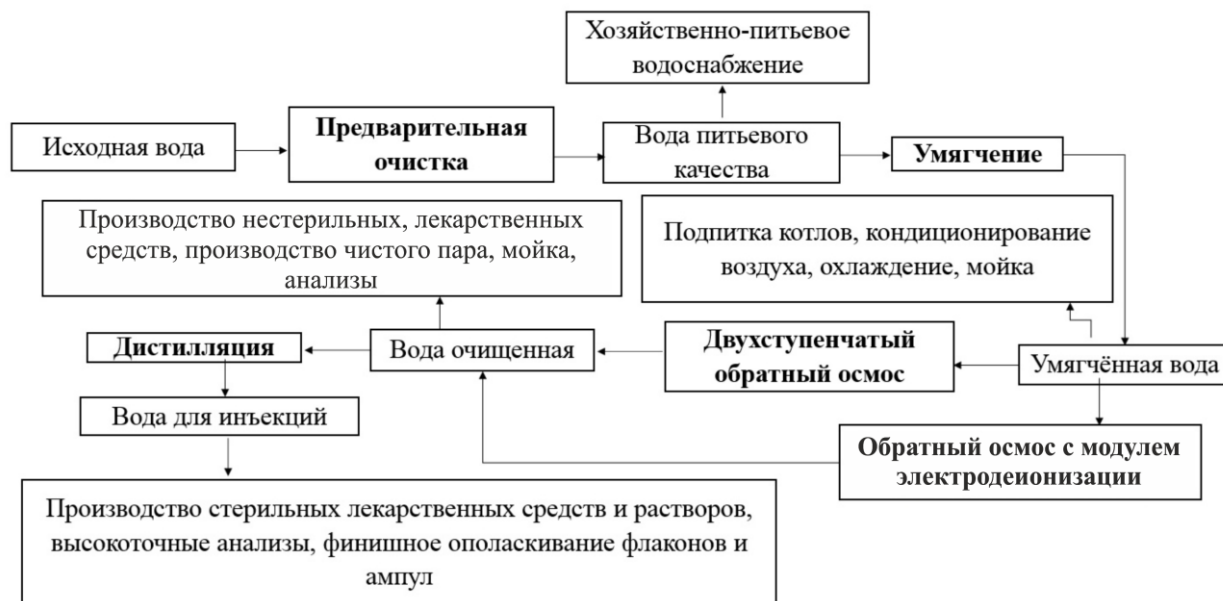 Хозяйственно-питьевое
водоснабжение
Исходная вода
Предварительная
очистка
Вода питьевого
качества
Умягчение
Производство нестерильных, лекарственных
средств, производство чистого пара, мойка,
анализы
Подпитка котлов, кондиционирование
воздуха, охлаждение, мойка
Дистилляция
Вода очищенная
Двухступенчатый
обратный осмос
Умягчённая вода
Вода для инъекций
Обратный осмос с модулем
электродеионизации
Производство стерильных лекарственных средств и растворов,
высокоточные анализы, финишное ополаскивание флаконов и
ампул